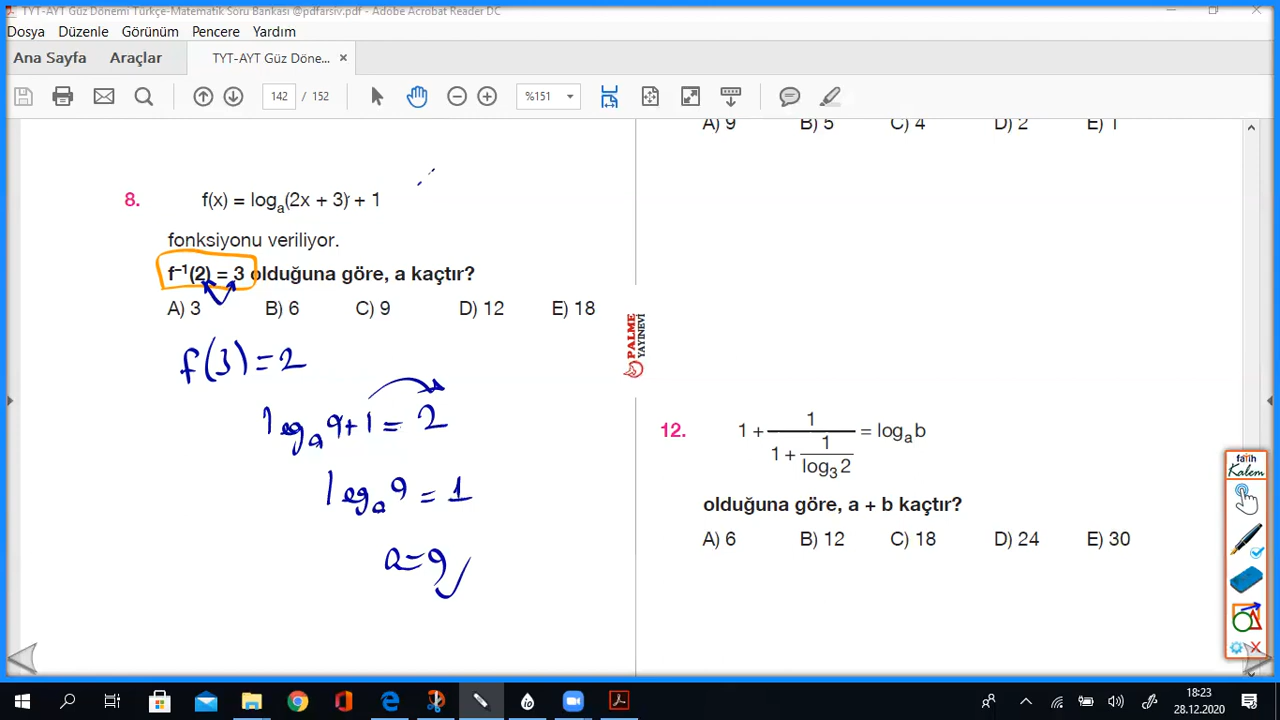 TYT-AYT Güz Dönemi Türkçe-Matematik Soru Bankası @pdfarsiv.pdf - Adobe Acrobat Reader DC
Dosya Düzenle Görünüm Pencere Yardım
Ana Sayfa Araçlar TYT-AYT Güz Döne... ×
142 / 152 %151
A) 9 B) 5 C) 4 D) 2 E) 1
8. f(x) = logₐ(2x + 3) + 1
fonksiyonu veriliyor.
f⁻¹(2) = 3 olduğuna göre, a kaçtır?
A) 3 B) 6 C) 9 D) 12 E) 18
f(3) = 2
logₐ9+1 = 2
logₐ9 = 1
a=9
PALME
YAYINEVİ
12. 1 + 1/(1 + 1/log₃2) = logₐb
olduğuna göre, a + b kaçtır?
A) 6 B) 12 C) 18 D) 24 E) 30
fatih
Kalem
18:23
28.12.2020